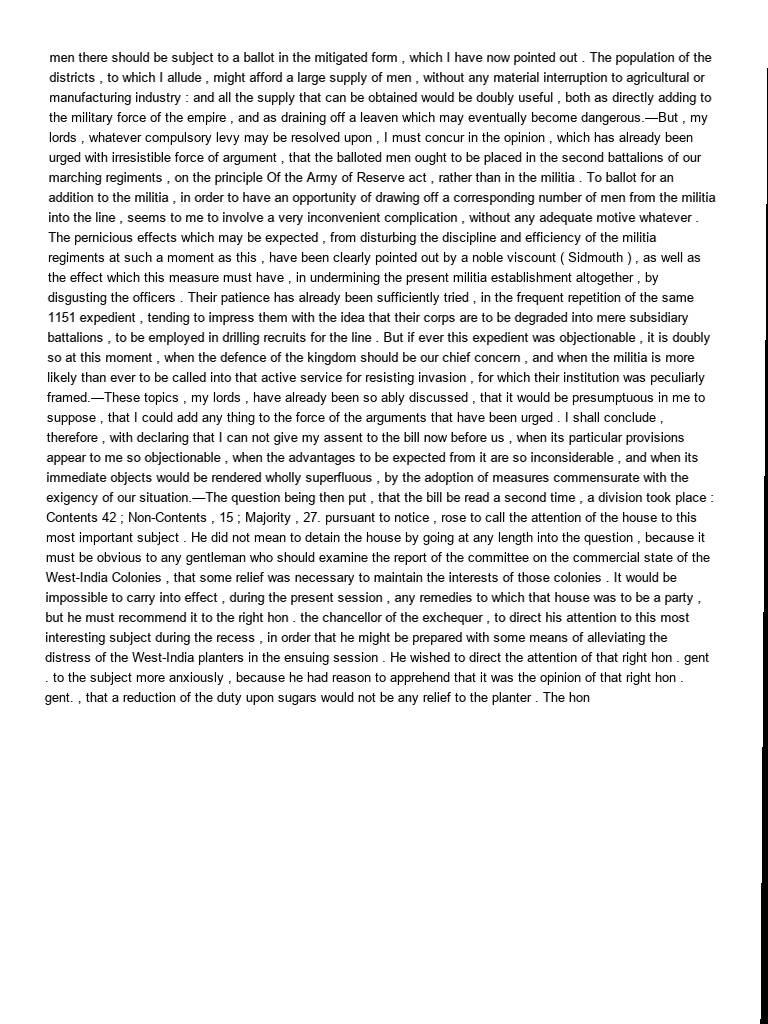 men there should be subject to a ballot in the mitigated form , which I have now pointed out . The population of the
districts , to which I allude , might afford a large supply of men , without any material interruption to agricultural or
manufacturing industry : and all the supply that can be obtained would be doubly useful , both as directly adding to
the military force of the empire , and as draining off a leaven which may eventually become dangerous.—But , my
lords , whatever compulsory levy may be resolved upon , I must concur in the opinion , which has already been
urged with irresistible force of argument , that the balloted men ought to be placed in the second battalions of our
marching regiments , on the principle Of the Army of Reserve act , rather than in the militia . To ballot for an
addition to the militia , in order to have an opportunity of drawing off a corresponding number of men from the militia
into the line , seems to me to involve a very inconvenient complication , without any adequate motive whatever .
The pernicious effects which may be expected , from disturbing the discipline and efficiency of the militia
regiments at such a moment as this , have been clearly pointed out by a noble viscount ( Sidmouth ) , as well as
the effect which this measure must have , in undermining the present militia establishment altogether , by
disgusting the officers . Their patience has already been sufficiently tried , in the frequent repetition of the same
1151 expedient , tending to impress them with the idea that their corps are to be degraded into mere subsidiary
battalions , to be employed in drilling recruits for the line . But if ever this expedient was objectionable , it is doubly
so at this moment , when the defence of the kingdom should be our chief concern , and when the militia is more
likely than ever to be called into that active service for resisting invasion , for which their institution was peculiarly
framed.—These topics , my lords , have already been so ably discussed , that it would be presumptuous in me to
suppose , that I could add any thing to the force of the arguments that have been urged . I shall conclude ,
therefore , with declaring that I can not give my assent to the bill now before us , when its particular provisions
appear to me so objectionable , when the advantages to be expected from it are so inconsiderable , and when its
immediate objects would be rendered wholly superfluous , by the adoption of measures commensurate with the
exigency of our situation.—The question being then put , that the bill be read a second time , a division took place :
Contents 42 ; Non-Contents , 15 ; Majority , 27. pursuant to notice , rose to call the attention of the house to this
most important subject . He did not mean to detain the house by going at any length into the question , because it
must be obvious to any gentleman who should examine the report of the committee on the commercial state of the
West-India Colonies , that some relief was necessary to maintain the interests of those colonies . It would be
impossible to carry into effect , during the present session , any remedies to which that house was to be a party ,
but he must recommend it to the right hon . the chancellor of the exchequer , to direct his attention to this most
interesting subject during the recess , in order that he might be prepared with some means of alleviating the
distress of the West-India planters in the ensuing session . He wished to direct the attention of that right hon . gent
. to the subject more anxiously , because he had reason to apprehend that it was the opinion of that right hon .
gent. , that a reduction of the duty upon sugars would not be any relief to the planter . The hon